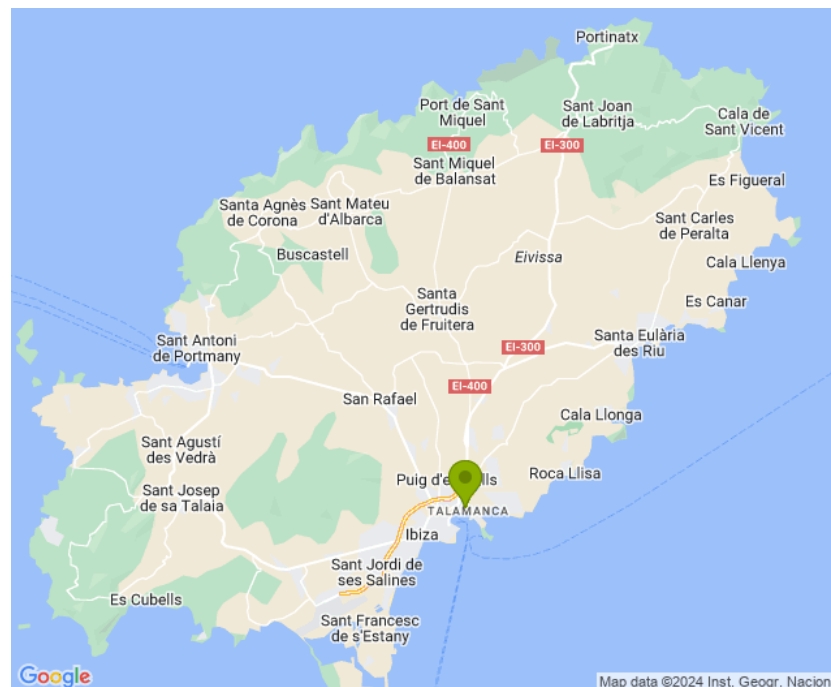 Portinatx
Port de Sant
Miquel
Sant Joan
de Labritja
Cala de
Sant Vicent
EI-400
EI-300
Sant Miquel
de Balansat
Es Figueral
Santa Agnès
de Corona
Sant Mateu
d'Albarca
Sant Carles
de Peralta
Buscastell
Eivissa
Cala Llenya
Santa
Gertrudis
de Fruitera
Es Canar
Sant Antoni
de Portmany
Santa Eulària
des Riu
EI-300
EI-400
San Rafael
Cala Llonga
Sant Agustí
des Vedrà
Roca Llisa
Puig d'e
lls
Sant Josep
de sa Talaia
TALAMANCA
Ibiza
Sant Jordi de
ses Salines
Es Cubells
Sant Francesc
de s'Estany
Google
Map data ©2024 Inst. Geogr. Nacion